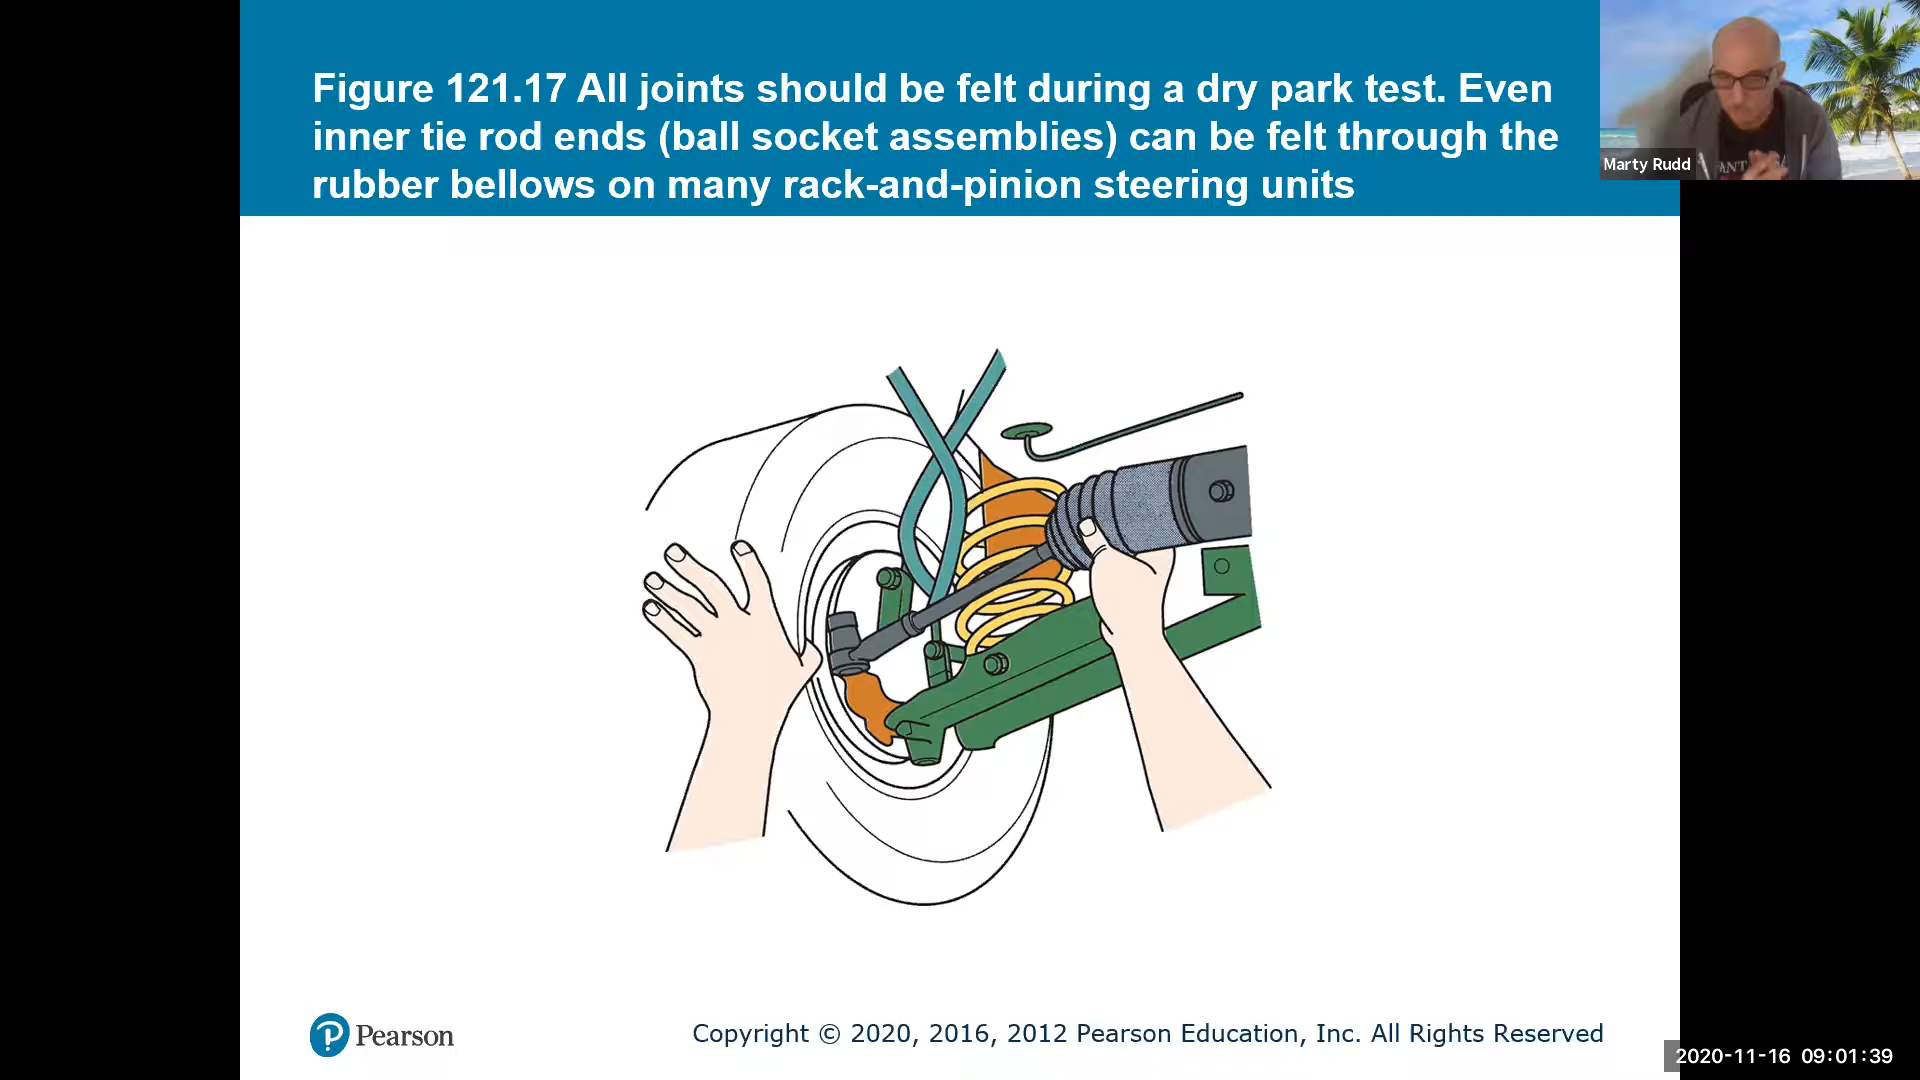 Figure 121.17 All joints should be felt during a dry park test. Even
inner tie rod ends (ball socket assemblies) can be felt through the
rubber bellows on many rack-and-pinion steering units
Marty Rudd
Pearson
Copyright © 2020, 2016, 2012 Pearson Education, Inc. All Rights Reserved
2020-11-16 09:01:39